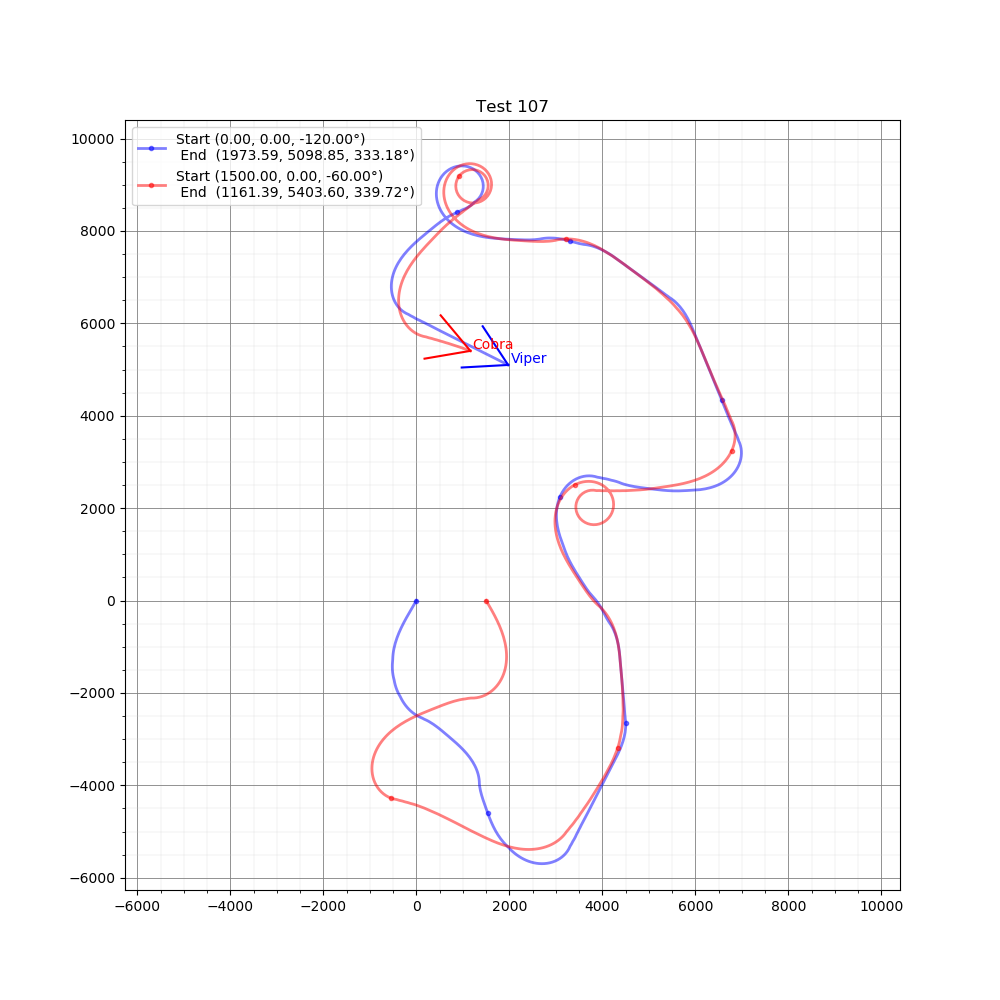 Test 107
Start (0.00, 0.00, -120.00°)
End  (1973.59, 5098.85, 333.18°)
Start (1500.00, 0.00, -60.00°)
End  (1161.39, 5403.60, 339.72°)
10000
8000
6000
4000
2000
0
−2000
−4000
−6000
Cobra
Viper
−6000 −4000 −2000 0 2000 4000 6000 8000 10000